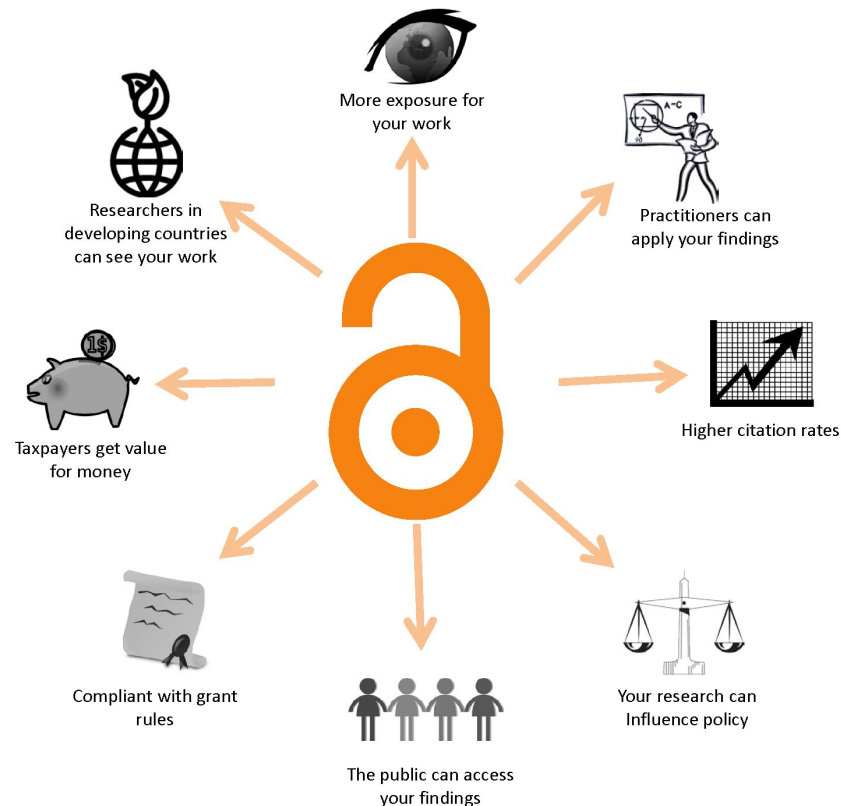 More exposure for
your work
A-C
Practitioners can
apply your findings
Researchers in
developing countries
can see your work
1$
Taxpayers get value
for money
Higher citation rates
Compliant with grant
rules
Your research can
Influence policy
The public can access
your findings